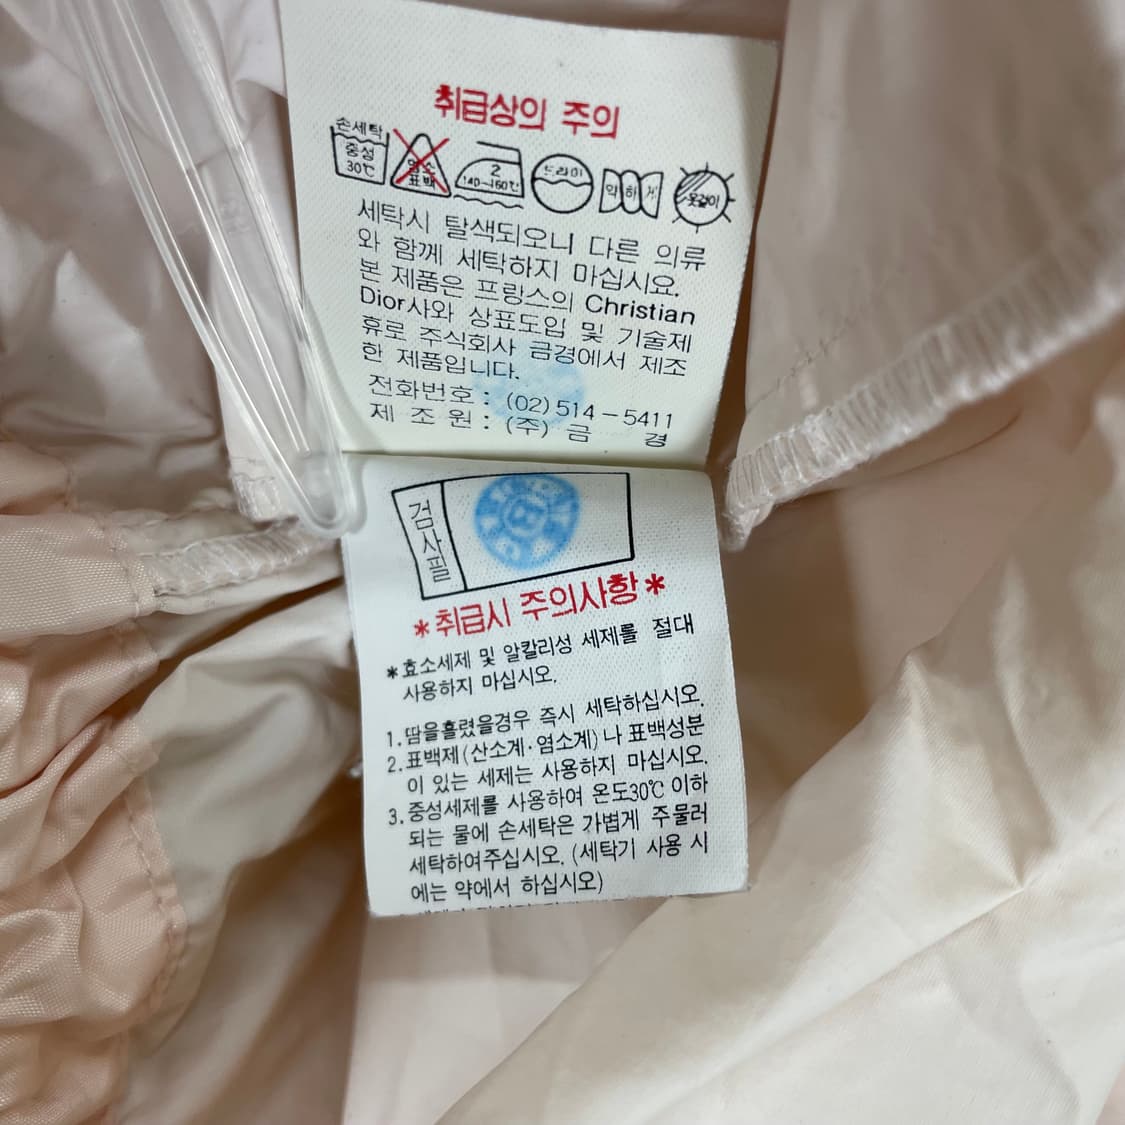 취급상의 주의
손세탁
중성
30℃
염소
표백
2
140~160℃
드라이
약하게
옷걸이
세탁시 탈색되오니 다른 의류
와 함께 세탁하지 마십시요.
본 제품은 프랑스의 Christian
Dior사와 상표도입 및 기술제
휴로 주식회사 금경에서 제조
한 제품입니다.
전화번호 : (02)514-5411
제 조 원 : (주) 금 경
검사필
*취급시 주의사항*
*효소세제 및 알칼리성 세제를 절대
사용하지 마십시오.
1. 땀을흘렸을경우 즉시 세탁하십시오.
2. 표백제(산소계·염소계)나 표백성분
이 있는 세제는 사용하지 마십시오.
3. 중성세제를 사용하여 온도30℃ 이하
되는 물에 손세탁은 가볍게 주물러
세탁하여주십시오. (세탁기 사용 시
에는 약에서 하십시오)